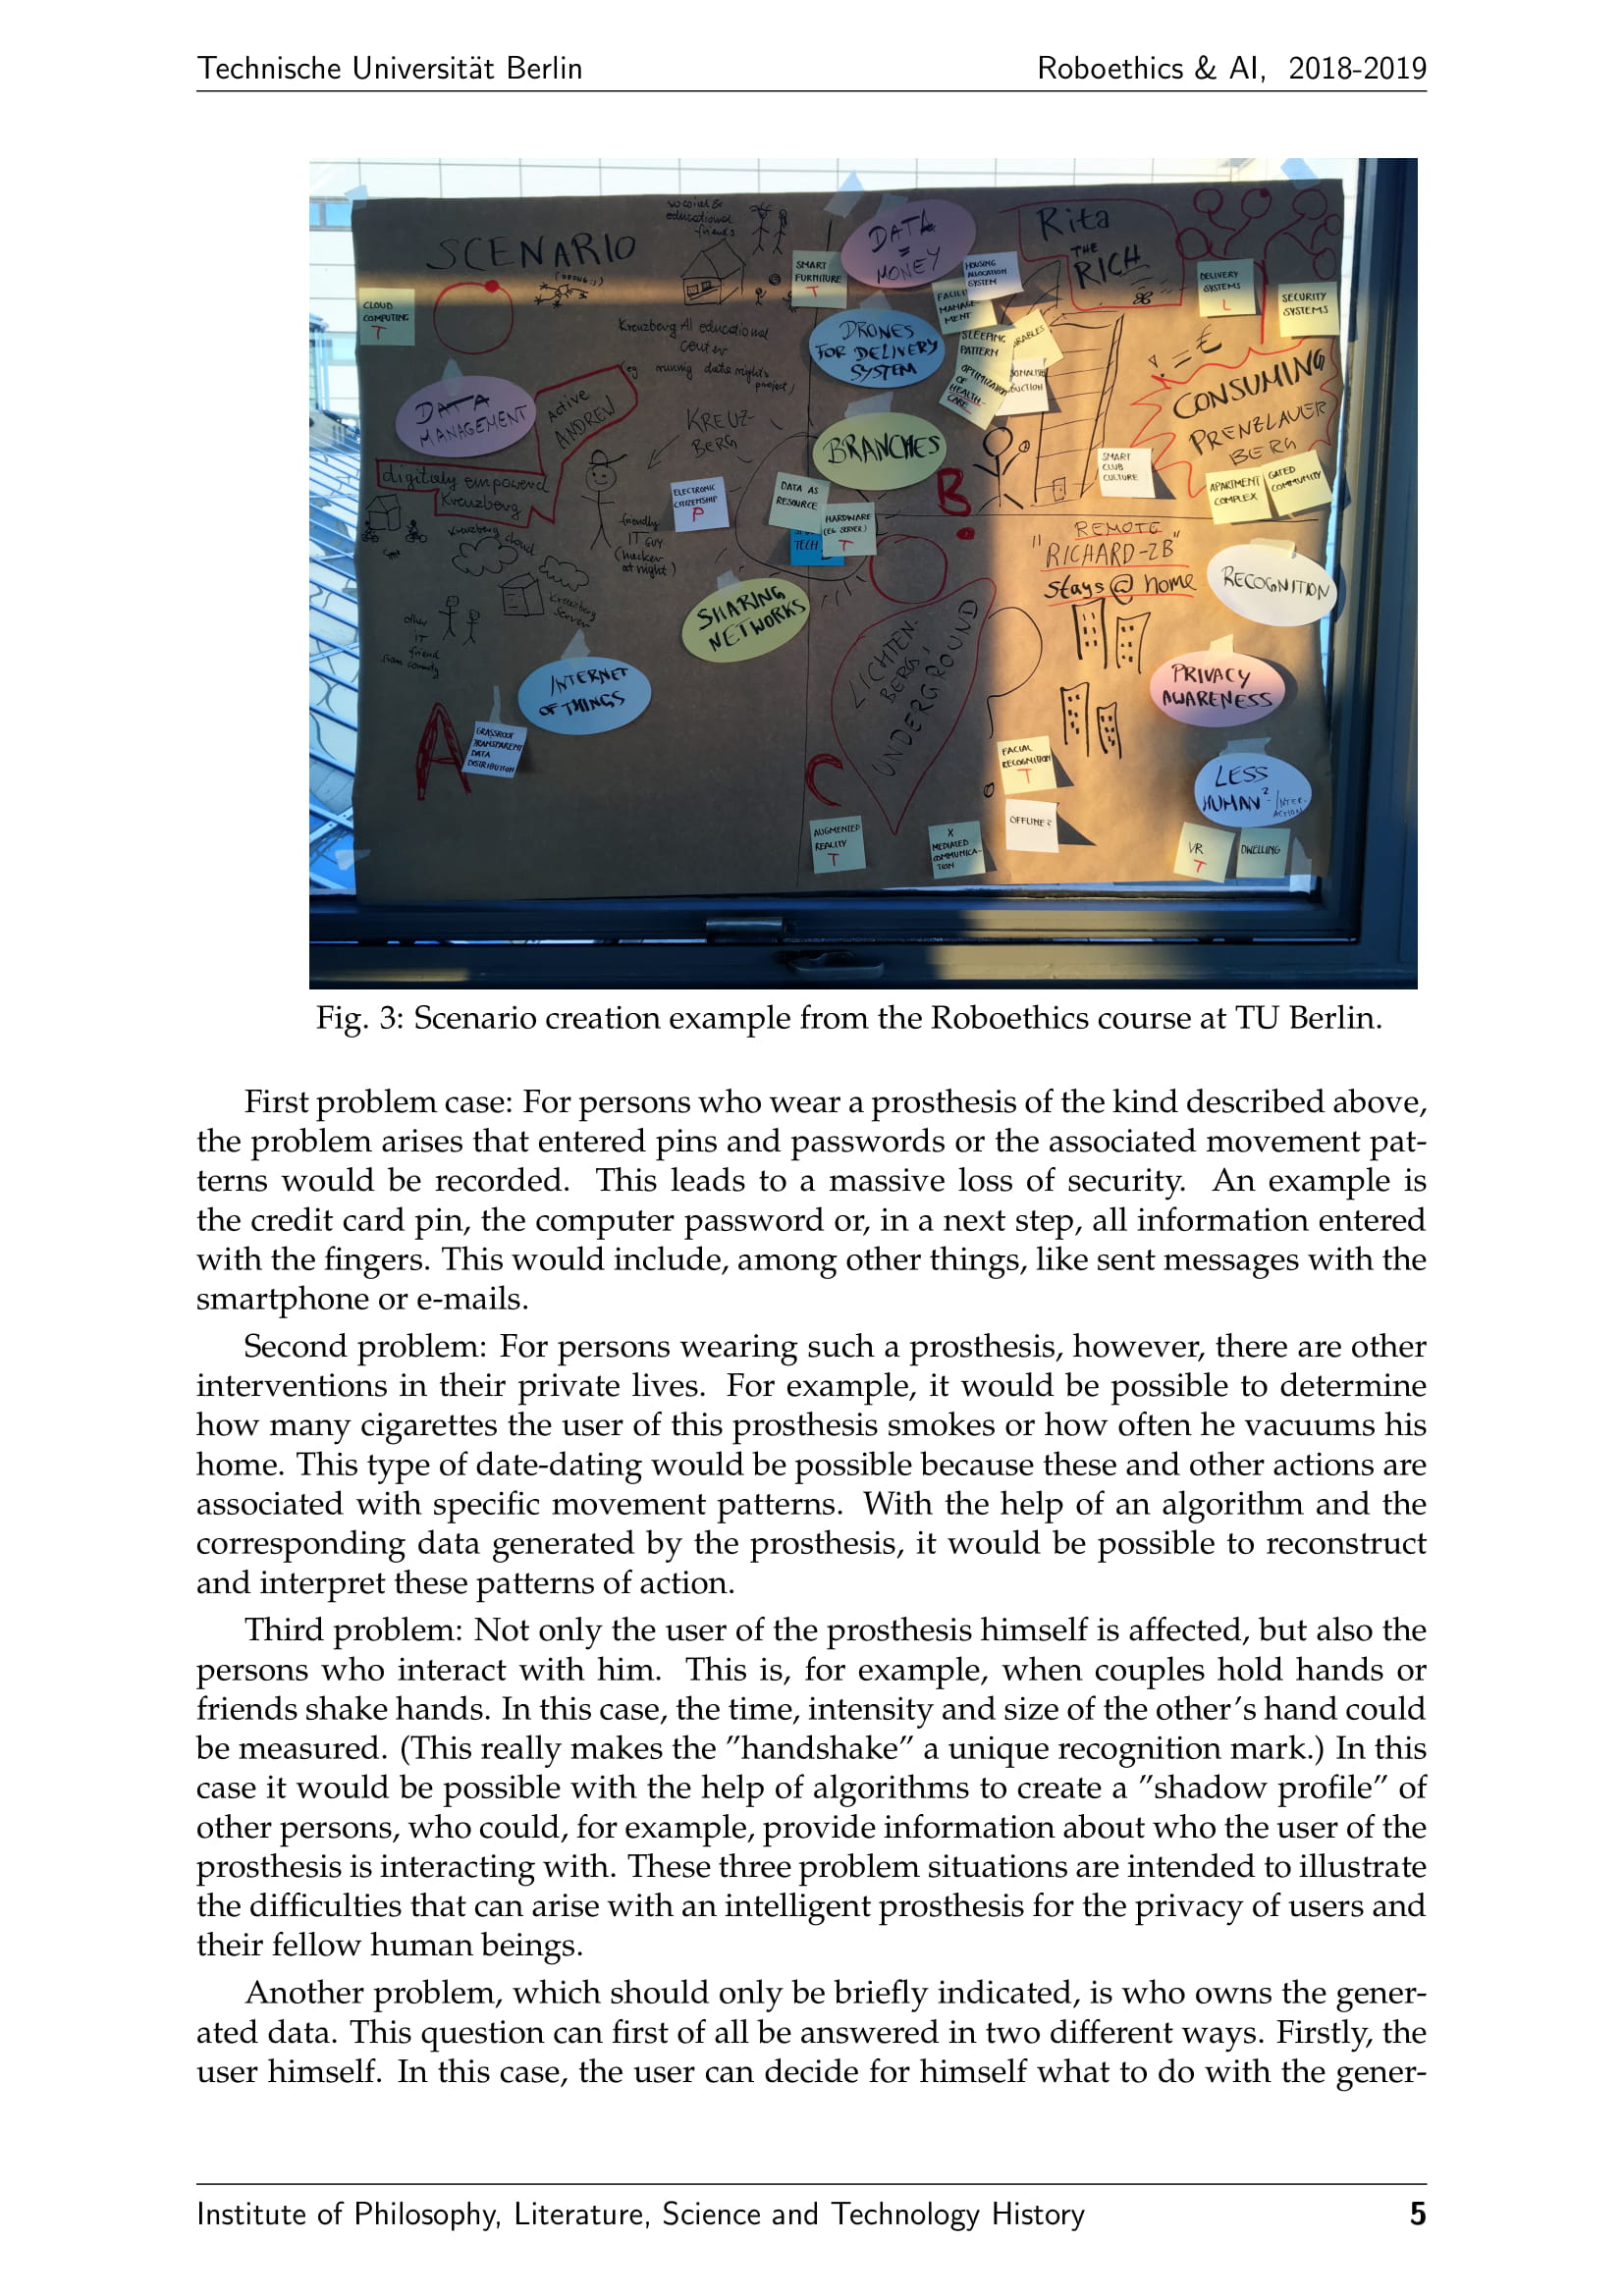 Technische Universität Berlin
Roboethics & AI, 2018-2019
SCENARIO
social &
educational
friends
DATA
=
MONEY
Rita
THE
RICH
CLOUD
COMPUTING
T
SMART
FURNITURE
T
HOUSING
ALLOCATION
SYSTEM
DELIVERY
SYSTEMS
L
SECURITY
SYSTEMS
MANAGE
MENT
SLEEPING
PATTERN
OPTIMIZATION
OF
HEALTH-
CARE
Kreuzberg AI educational
center
(eg running data rights
project)
DRONES
FOR DELIVERY
SYSTEM
= €
CONSUMING
PRENZLAUER
BERG
DATA
MANAGEMENT
Active
ANDREW
KREUZ-
BERG
BRANCHES
B
SMART
CLUB
CULTURE
APARTMENT
COMPLEX
GATED
COMMUNITY
digitaly empowered
Kreuzberg
Kreuzberg cloud
friendly
IT GUY
(hacker
at night)
ELECTRONIC
CITIZENSHIP
P
DATA AS
RESOURCE
HARDWARE
(EG SERVER)
T
TECH
REMOTE
"RICHARD-ZB"
stays @ home
RECOGNITION
Kreuzberg
Server
other
IT
friend
from comunity
SHARING
NETWORKS
LICHTEN-
BERG,
UNDERGROUND
INTERNET
OF THINGS
PRIVACY
AWARENESS
A
GRASSROOT
TRANSPARENT
DATA
DISTRIBUTION
C
FACIAL
RECOGNITION
T
LESS
HUMAN²-INTER-
ACTION
OFFLINE?
AUGMENTED
REALITY
T
X
MEDIATED
COMMUNICA-
TION
VR
T
DWELLING
Fig. 3: Scenario creation example from the Roboethics course at TU Berlin.
First problem case: For persons who wear a prosthesis of the kind described above,
the problem arises that entered pins and passwords or the associated movement pat-
terns would be recorded. This leads to a massive loss of security. An example is
the credit card pin, the computer password or, in a next step, all information entered
with the fingers. This would include, among other things, like sent messages with the
smartphone or e-mails.
Second problem: For persons wearing such a prosthesis, however, there are other
interventions in their private lives. For example, it would be possible to determine
how many cigarettes the user of this prosthesis smokes or how often he vacuums his
home. This type of date-dating would be possible because these and other actions are
associated with specific movement patterns. With the help of an algorithm and the
corresponding data generated by the prosthesis, it would be possible to reconstruct
and interpret these patterns of action.
Third problem: Not only the user of the prosthesis himself is affected, but also the
persons who interact with him. This is, for example, when couples hold hands or
friends shake hands. In this case, the time, intensity and size of the other's hand could
be measured. (This really makes the "handshake" a unique recognition mark.) In this
case it would be possible with the help of algorithms to create a "shadow profile" of
other persons, who could, for example, provide information about who the user of the
prosthesis is interacting with. These three problem situations are intended to illustrate
the difficulties that can arise with an intelligent prosthesis for the privacy of users and
their fellow human beings.
Another problem, which should only be briefly indicated, is who owns the gener-
ated data. This question can first of all be answered in two different ways. Firstly, the
user himself. In this case, the user can decide for himself what to do with the gener-
Institute of Philosophy, Literature, Science and Technology History
5